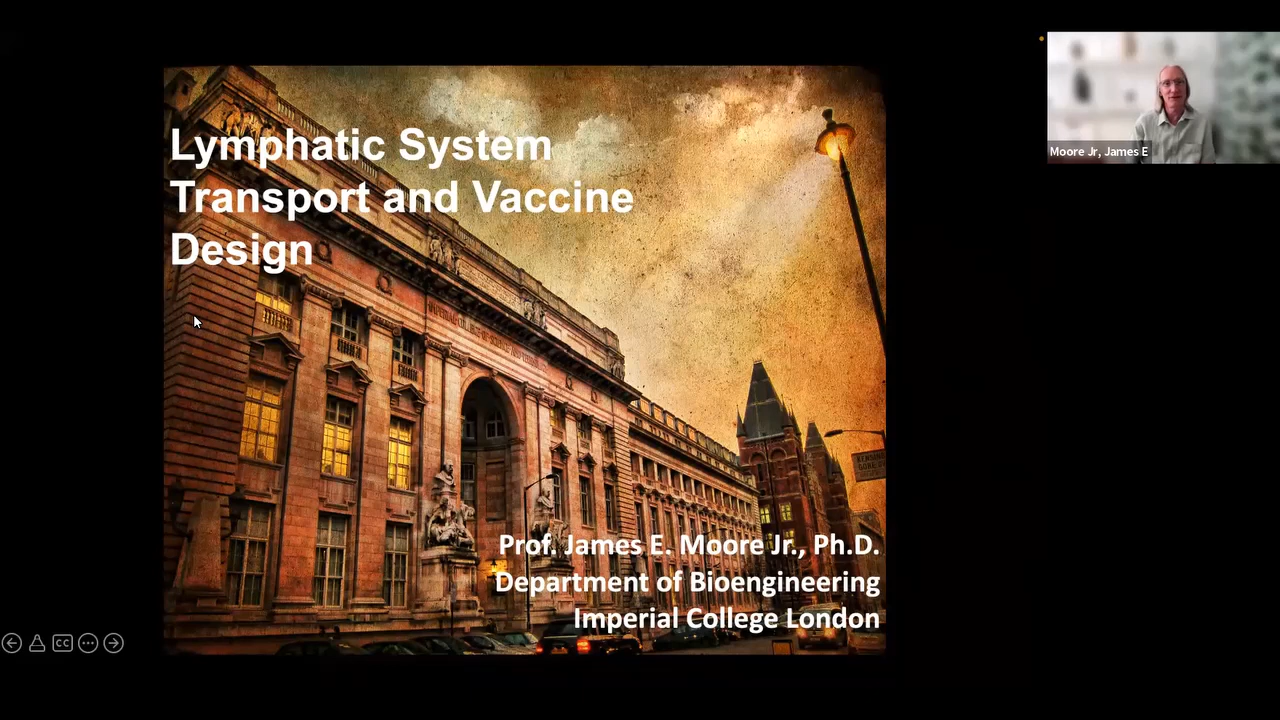 Lymphatic System
Transport and Vaccine
Design
Prof. James E. Moore Jr., Ph.D.
Department of Bioengineering
Imperial College London
Moore Jr, James E
CC